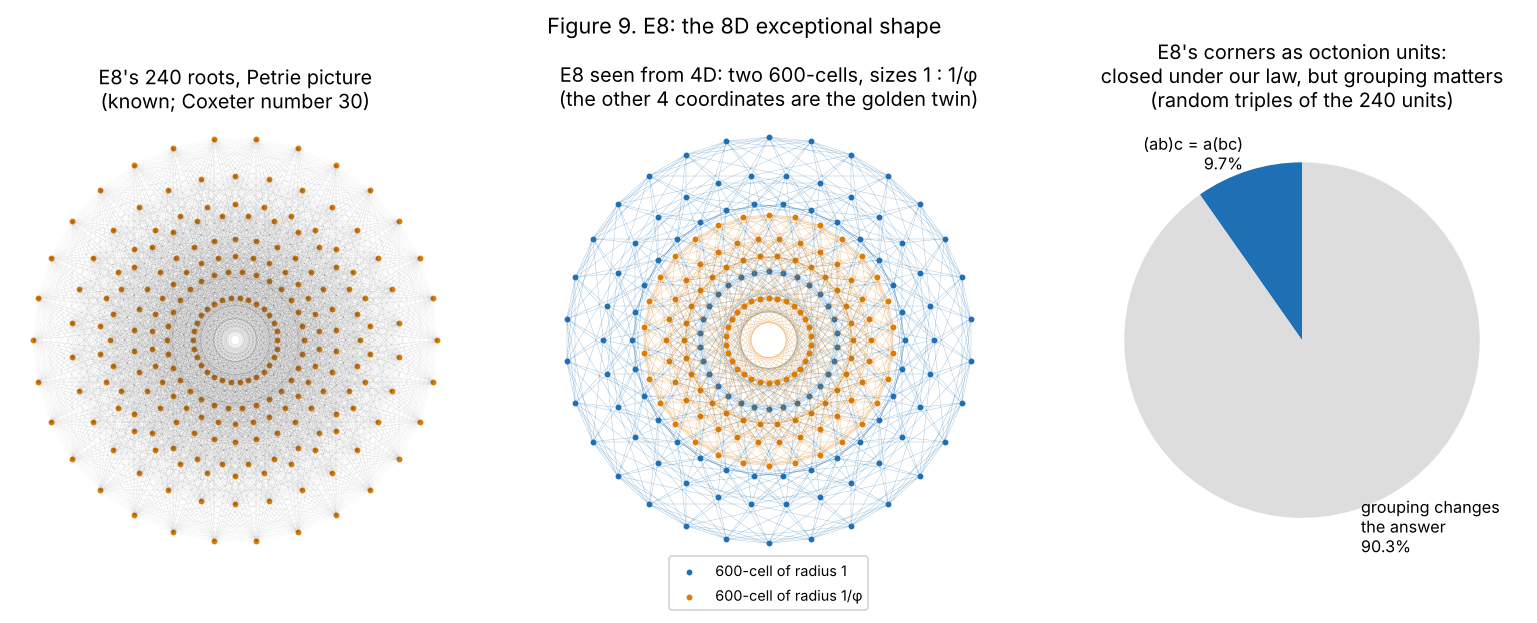 Figure 9. E8: the 8D exceptional shape
E8's 240 roots, Petrie picture
(known; Coxeter number 30)
E8 seen from 4D: two 600-cells, sizes 1 : 1/φ
(the other 4 coordinates are the golden twin)
600-cell of radius 1
600-cell of radius 1/φ
E8's corners as octonion units:
closed under our law, but grouping matters
(random triples of the 240 units)
(ab)c = a(bc)
9.7%
grouping changes
the answer
90.3%